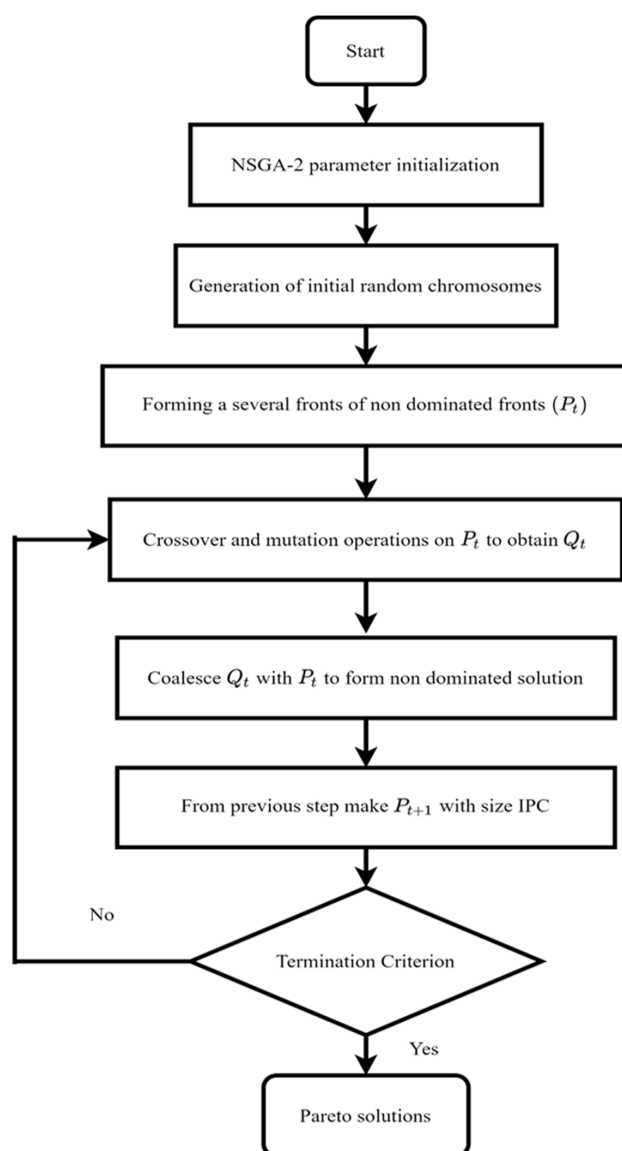 Start
NSGA-2 parameter initialization
Generation of initial random chromosomes
Forming a several fronts of non dominated fronts (P_t)
Crossover and mutation operations on P_t to obtain Q_t
Coalesce Q_t with P_t to form non dominated solution
From previous step make P_{t+1} with size IPC
No
Termination Criterion
Yes
Pareto solutions